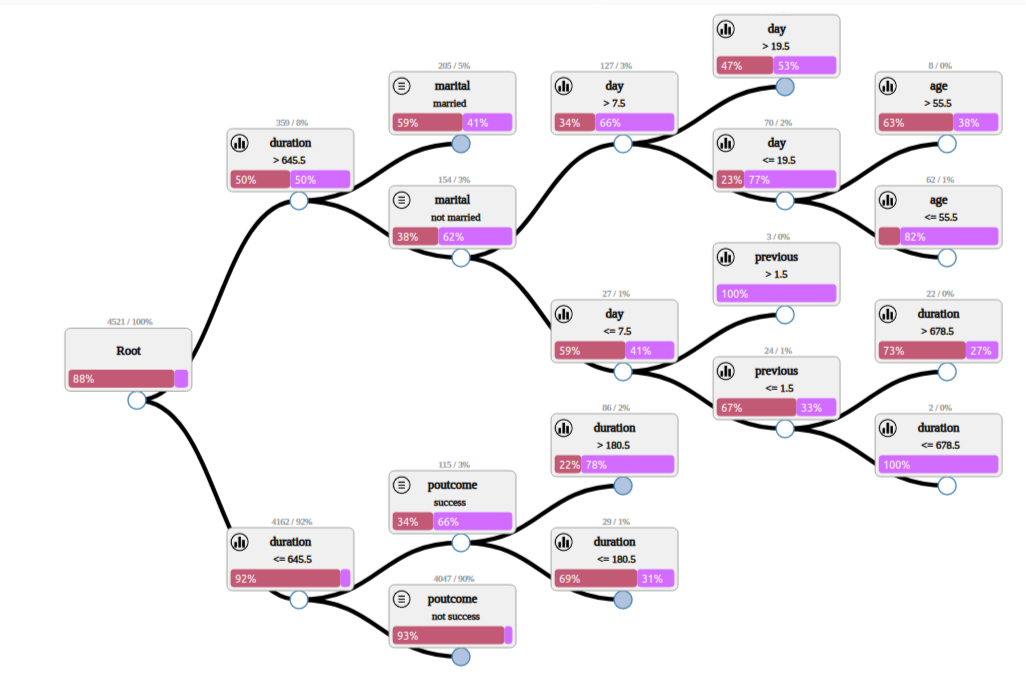 Root
4521 / 100%
88%
359 / 8%
duration
> 645.5
50% 50%
4162 / 92%
duration
<= 645.5
92%
205 / 5%
marital
married
59% 41%
154 / 3%
marital
not married
38% 62%
115 / 3%
poutcome
success
34% 66%
4047 / 90%
poutcome
not success
93%
127 / 3%
day
> 7.5
34% 66%
27 / 1%
day
<= 7.5
59% 41%
86 / 2%
duration
> 180.5
22% 78%
29 / 1%
duration
<= 180.5
69% 31%
day
> 19.5
47% 53%
70 / 2%
day
<= 19.5
23% 77%
3 / 0%
previous
> 1.5
100%
24 / 1%
previous
<= 1.5
67% 33%
8 / 0%
age
> 55.5
63% 38%
62 / 1%
age
<= 55.5
82%
22 / 0%
duration
> 678.5
73% 27%
2 / 0%
duration
<= 678.5
100%